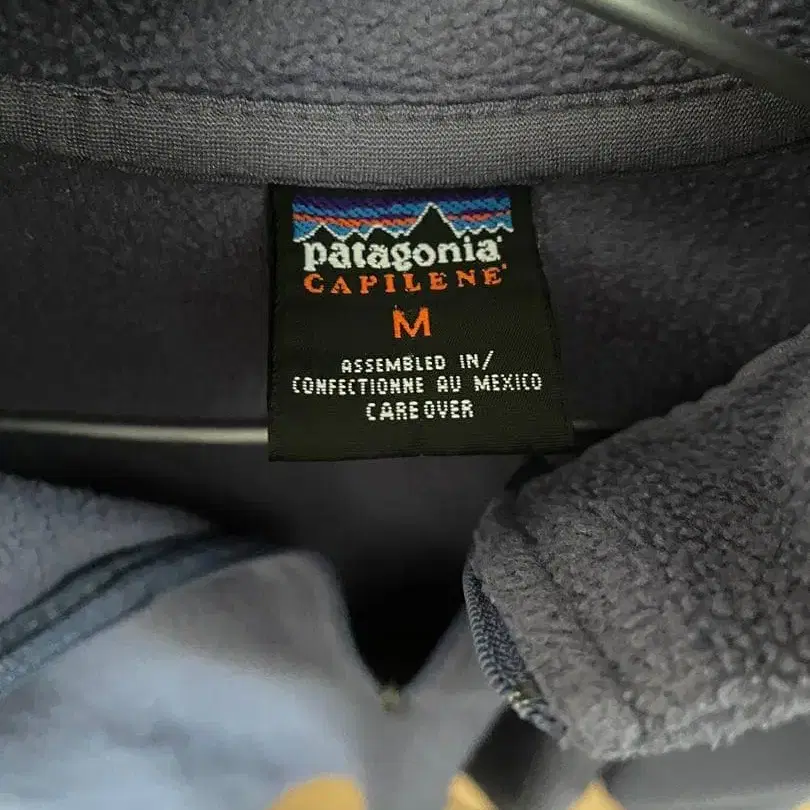 patagonia®
CAPILENE®
M
ASSEMBLED IN/
CONFECTIONNE AU MEXICO
CARE OVER